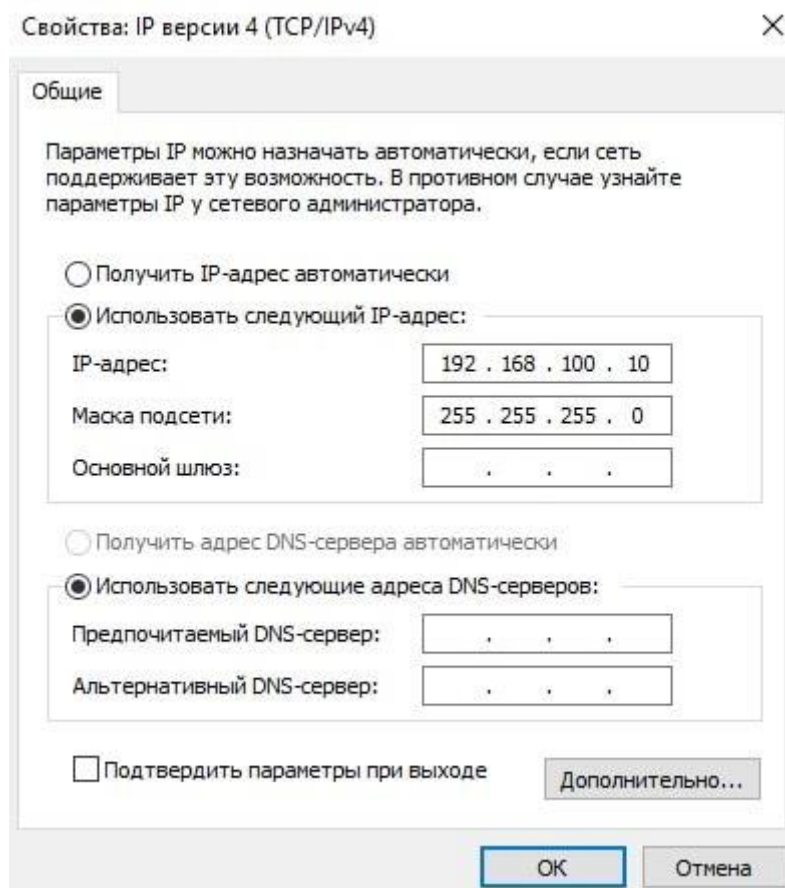 Свойства: IP версии 4 (TCP/IPv4)
Общие
Параметры IP можно назначать автоматически, если сеть
поддерживает эту возможность. В противном случае узнайте
параметры IP у сетевого администратора.
Получить IP-адрес автоматически
Использовать следующий IP-адрес:
IP-адрес: 192 . 168 . 100 . 10
Маска подсети: 255 . 255 . 255 . 0
Основной шлюз: . . .
Получить адрес DNS-сервера автоматически
Использовать следующие адреса DNS-серверов:
Предпочитаемый DNS-сервер: . . .
Альтернативный DNS-сервер: . . .
Подтвердить параметры при выходе
Дополнительно...
ОК Отмена